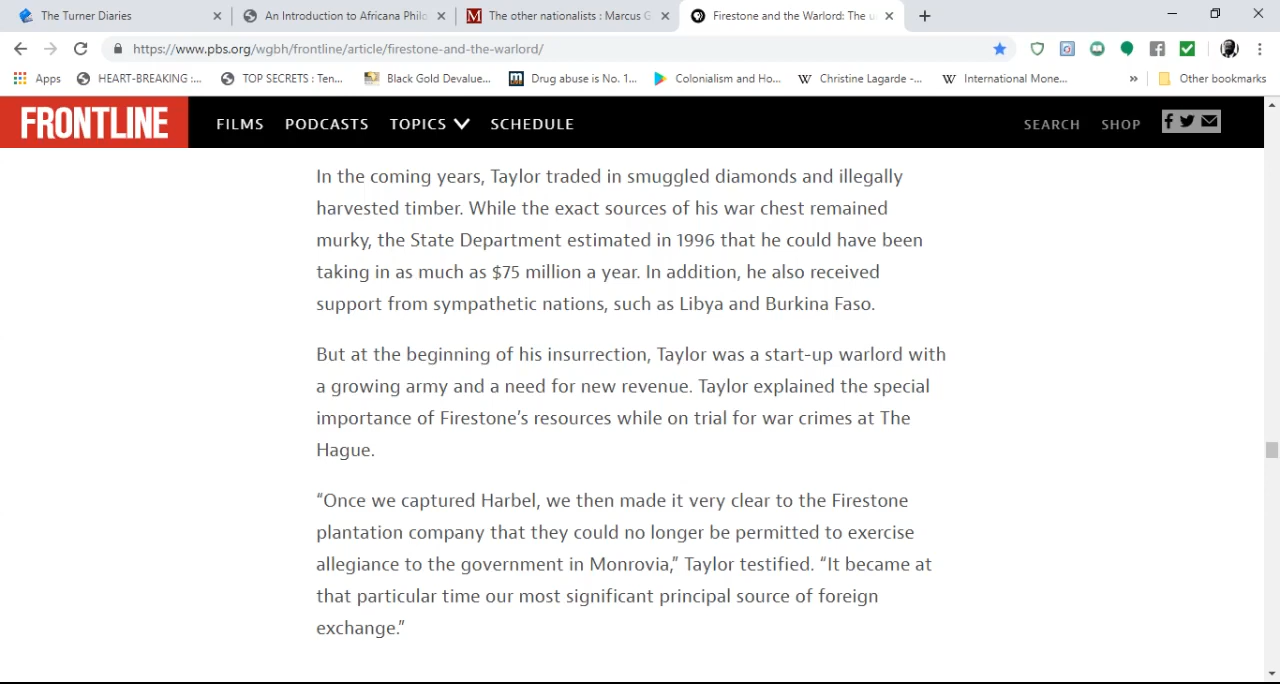 The Turner Diaries
An Introduction to Africana Philo
The other nationalists : Marcus G
Firestone and the Warlord: The u
https://www.pbs.org/wgbh/frontline/article/firestone-and-the-warlord/
Apps
HEART-BREAKING :...
TOP SECRETS : Ten...
Black Gold Devalue...
Drug abuse is No. 1...
Colonialism and Ho...
Christine Lagarde -...
International Mone...
»
Other bookmarks
FRONTLINE
FILMS
PODCASTS
TOPICS
SCHEDULE
SEARCH
SHOP
In the coming years, Taylor traded in smuggled diamonds and illegally
harvested timber. While the exact sources of his war chest remained
murky, the State Department estimated in 1996 that he could have been
taking in as much as $75 million a year. In addition, he also received
support from sympathetic nations, such as Libya and Burkina Faso.
But at the beginning of his insurrection, Taylor was a start-up warlord with
a growing army and a need for new revenue. Taylor explained the special
importance of Firestone’s resources while on trial for war crimes at The
Hague.
“Once we captured Harbel, we then made it very clear to the Firestone
plantation company that they could no longer be permitted to exercise
allegiance to the government in Monrovia,” Taylor testified. “It became at
that particular time our most significant principal source of foreign
exchange.”